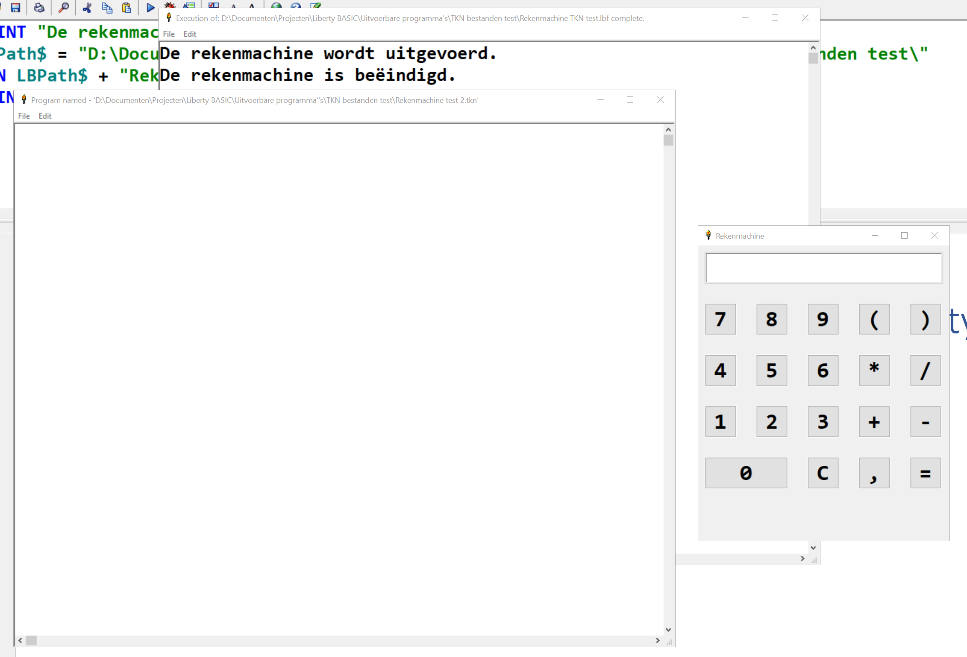 Execution of: D:\Documenten\Projecten\Liberty BASIC\Uitvoerbare programma's\TKN bestanden test\Rekenmachine TKN test.lbf complete.
File Edit
INT "De rekenmac
De rekenmachine wordt uitgevoerd.
Path$ = "D:\Docu
nden test\"
N LBPath$ + "Rek
De rekenmachine is beëindigd.
IN
Program named - 'D:\Documenten\Projecten\Liberty BASIC\Uitvoerbare programma''s\TKN bestanden test\Rekenmachine test 2.tkn'
File Edit
Rekenmachine
7 8 9 ( )
4 5 6 * /
1 2 3 + -
0 C , =
ty